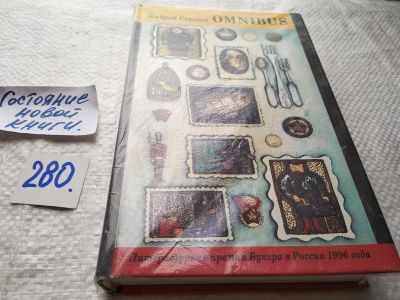 Андрей Сергеев OMNIBUS
Состояние
новой
книги.
280.
Литературная премия Букера в России 1996 года